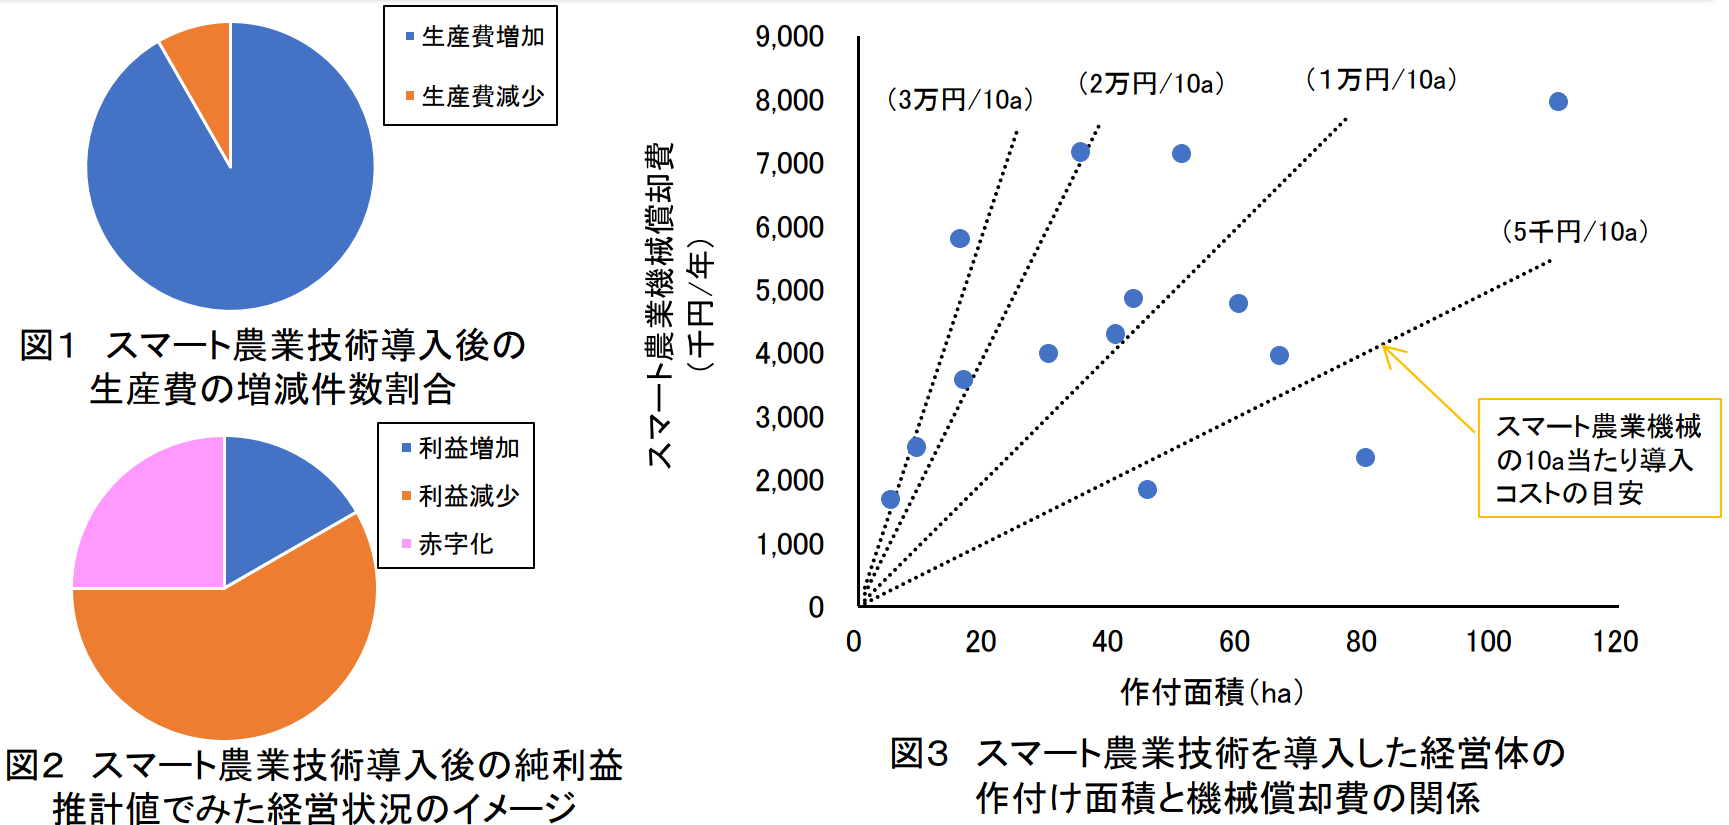 生産費増加
生産費減少
図1　スマート農業技術導入後の
生産費の増減件数割合
利益増加
利益減少
赤字化
図2　スマート農業技術導入後の純利益
推計値でみた経営状況のイメージ
スマート農業機械償却費
（千円/年）
9,000
8,000
7,000
6,000
5,000
4,000
3,000
2,000
1,000
0
（3万円/10a）
（2万円/10a）
（1万円/10a）
（5千円/10a）
スマート農業機械
の10a当たり導入
コストの目安
0 20 40 60 80 100 120
作付面積（ha）
図3　スマート農業技術を導入した経営体の
作付け面積と機械償却費の関係